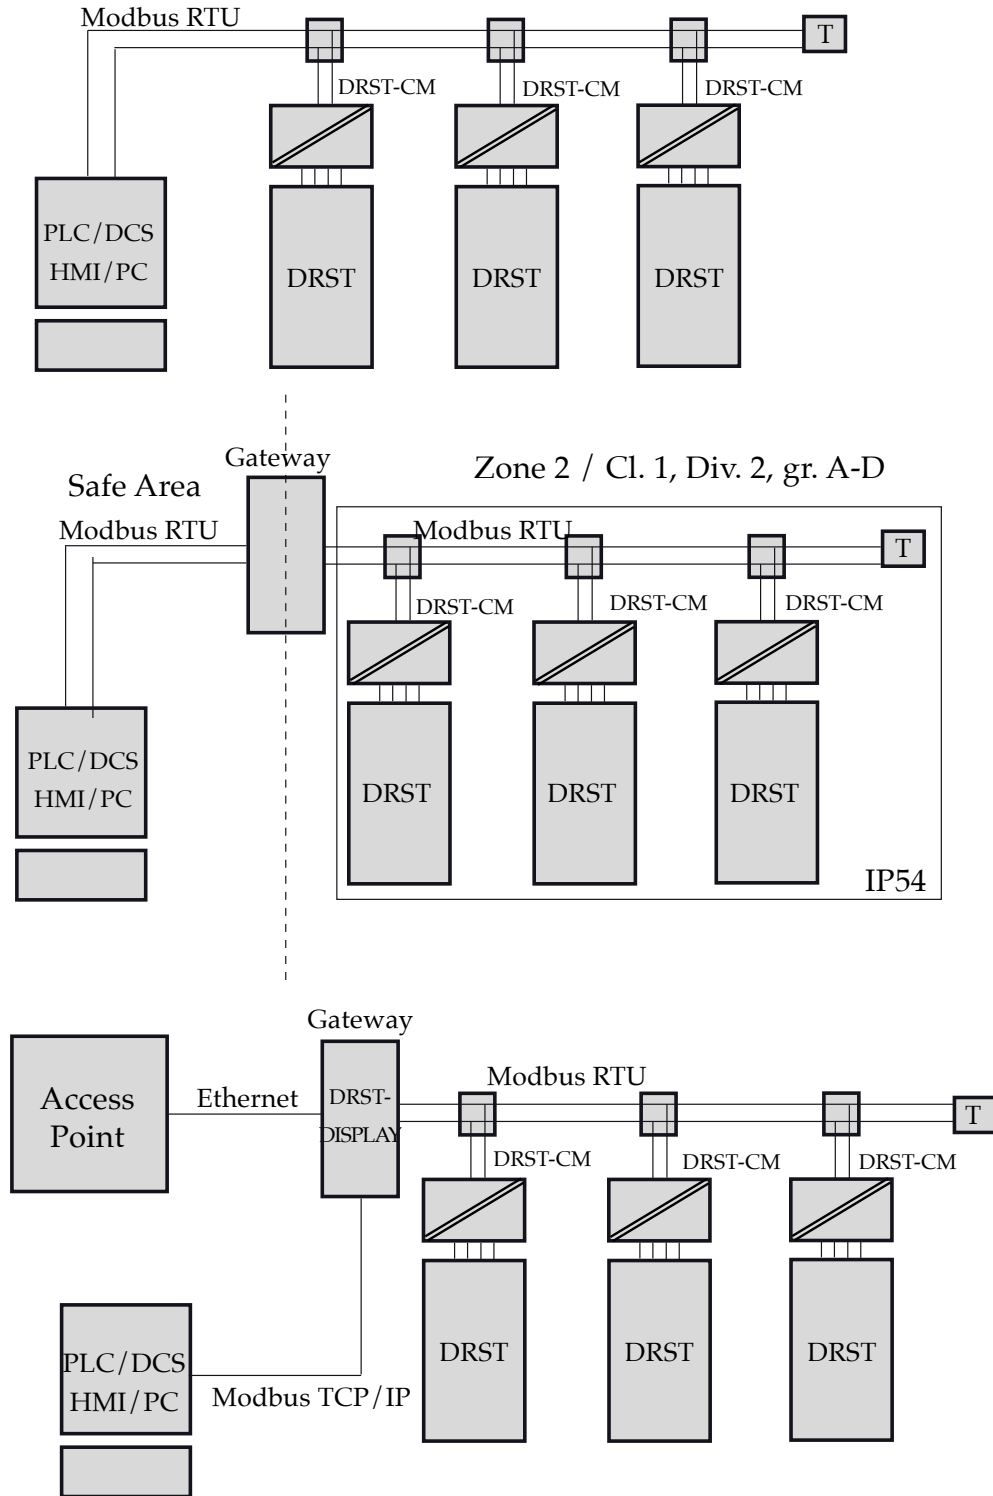 Modbus RTU
T
DRST-CM
DRST-CM
DRST-CM
PLC/DCS
HMI/PC
DRST
DRST
DRST
Gateway
Zone 2 / Cl. 1, Div. 2, gr. A-D
Safe Area
Modbus RTU
Modbus RTU
T
DRST-CM
DRST-CM
DRST-CM
PLC/DCS
HMI/PC
DRST
DRST
DRST
IP54
Gateway
Access
Point
Ethernet
DRST-
DISPLAY
Modbus RTU
T
DRST-CM
DRST-CM
DRST-CM
DRST
DRST
DRST
PLC/DCS
HMI/PC
Modbus TCP/IP